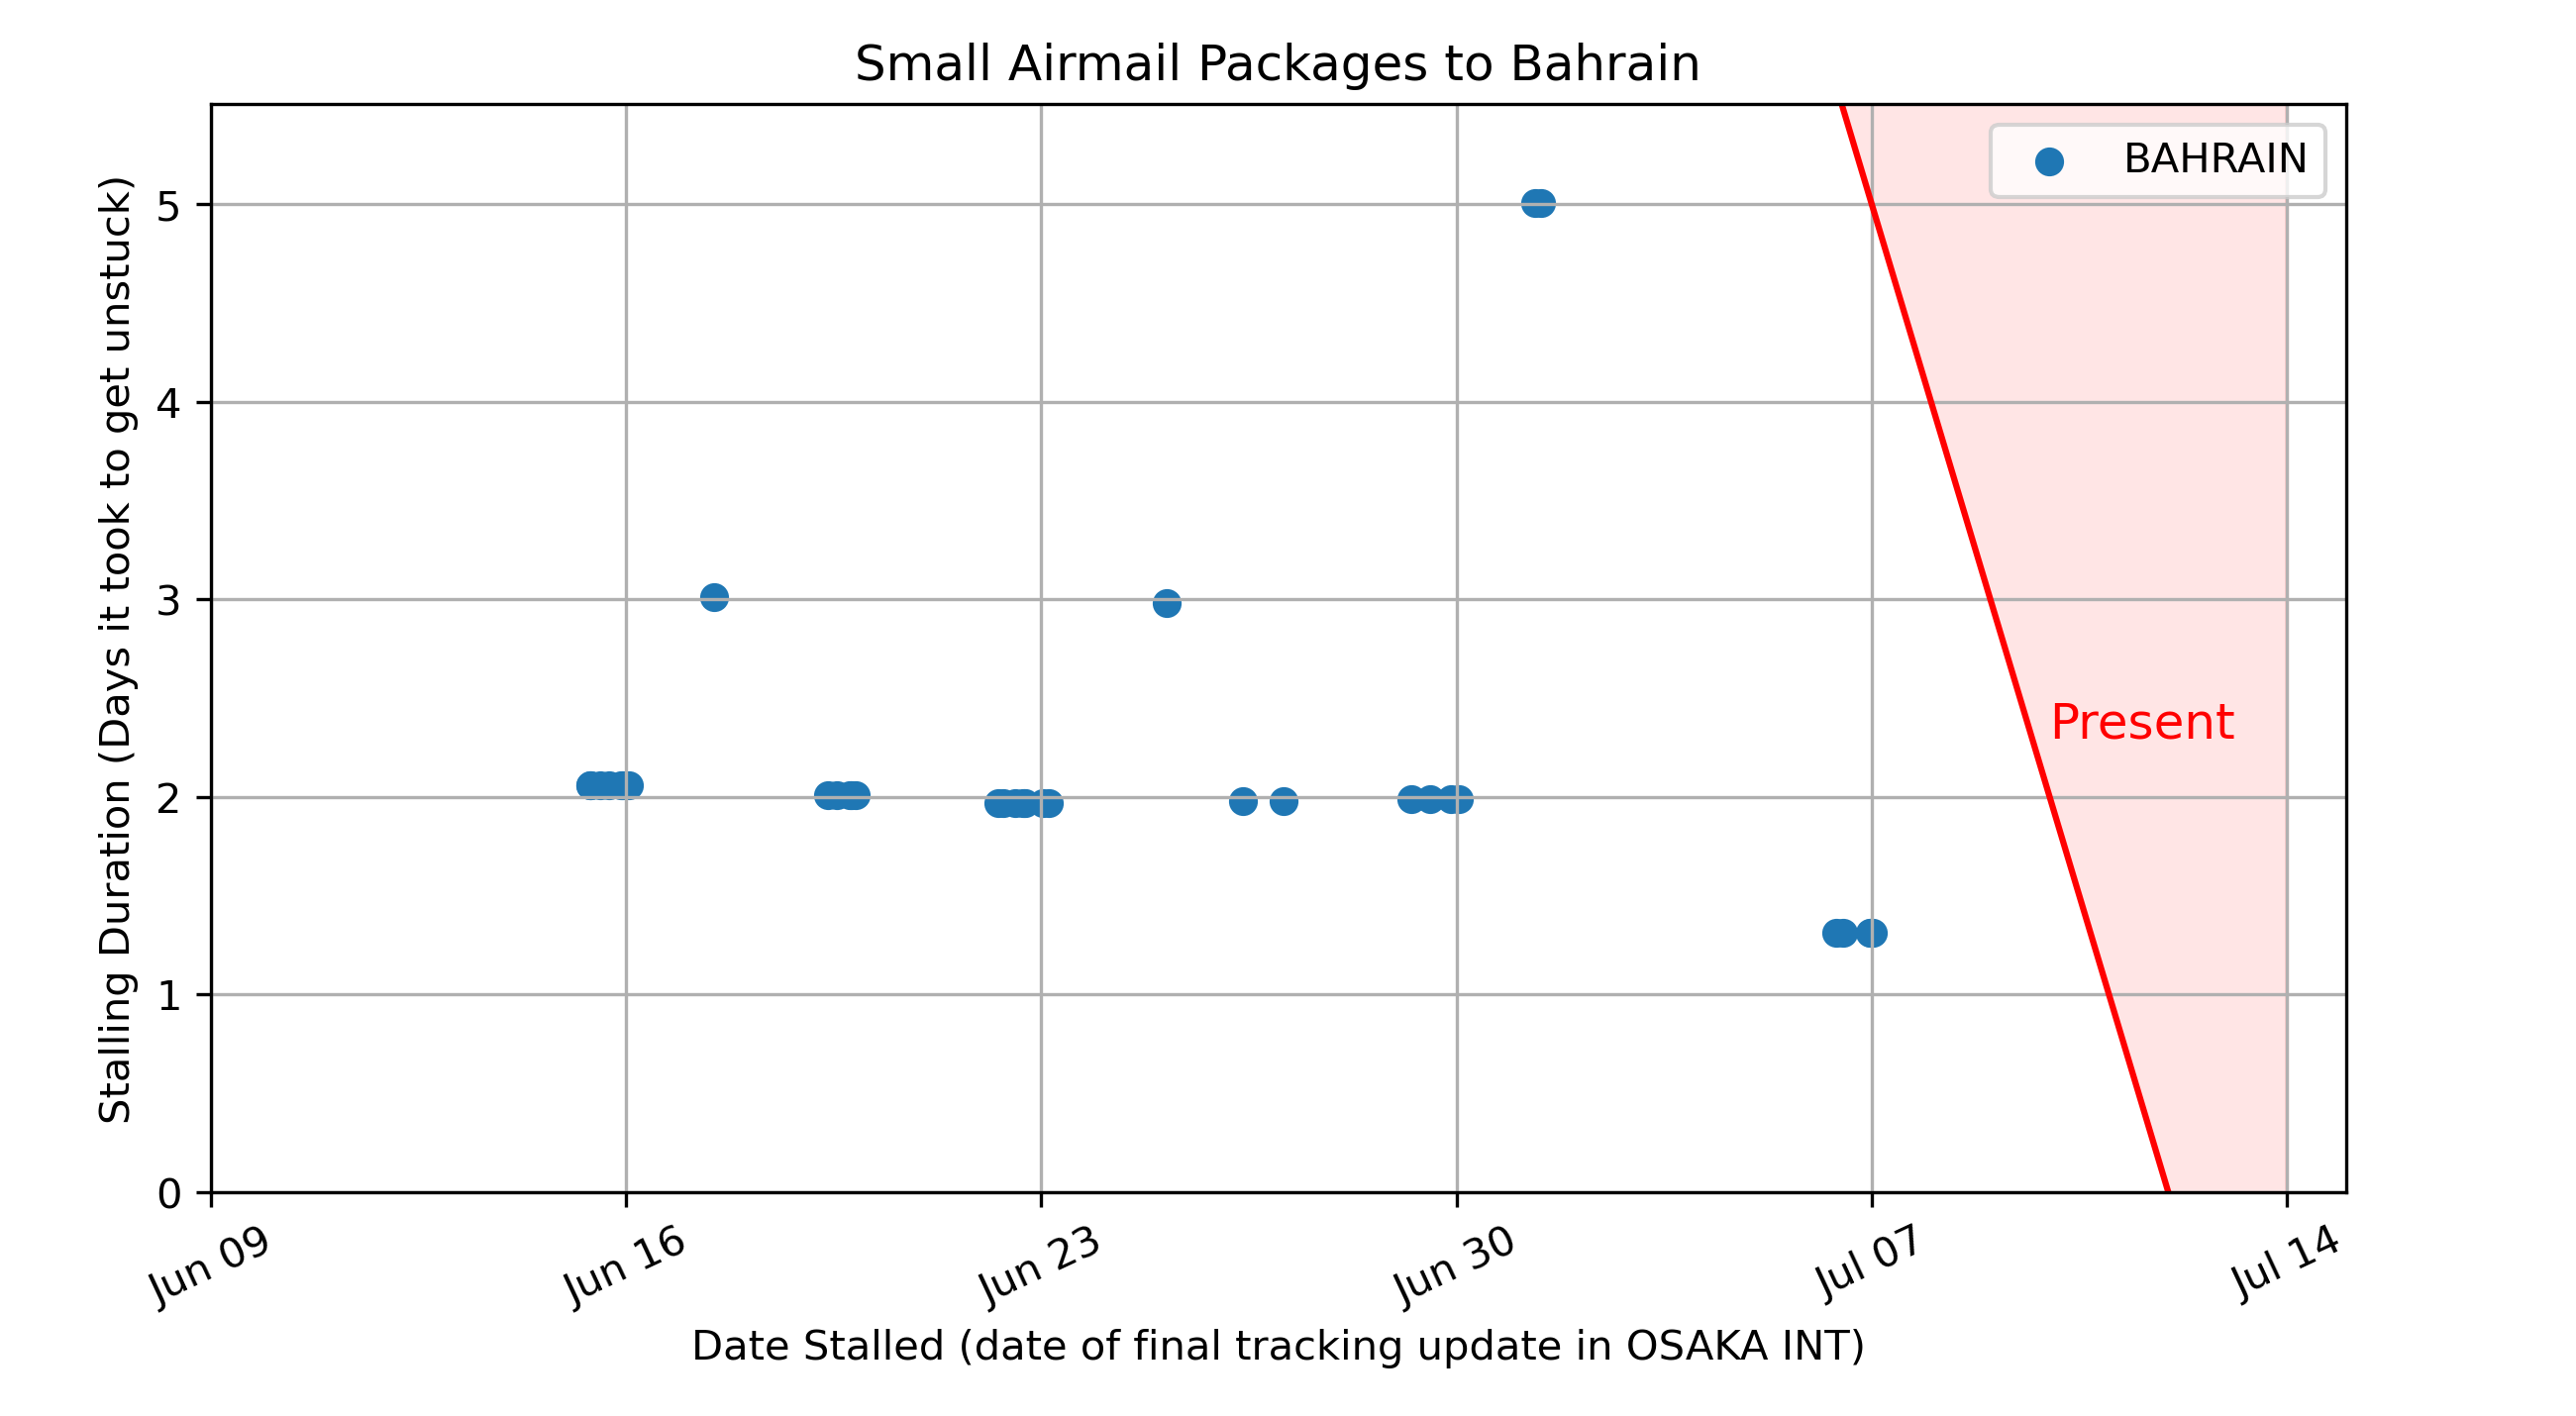 Small Airmail Packages to Bahrain
BAHRAIN
Stalling Duration (Days it took to get unstuck)
5
4
3
2
1
0
Present
Jun 09
Jun 16
Jun 23
Jun 30
Jul 07
Jul 14
Date Stalled (date of final tracking update in OSAKA INT)